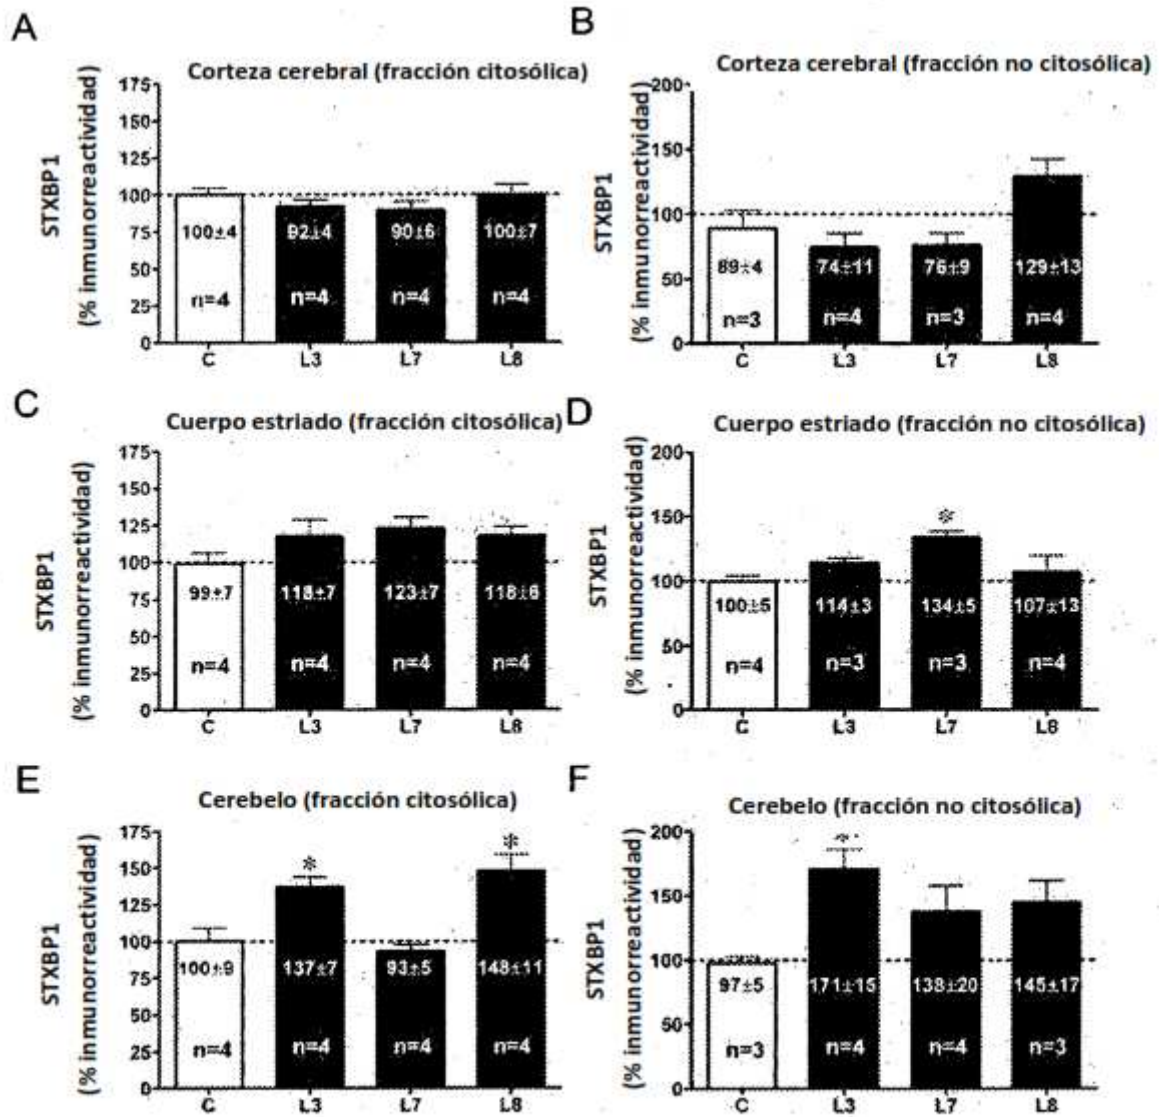 A
Corteza cerebral (fracción citosólica)
STXBP1
(% inmunorreactividad)
175
150
125
100
75
50
25
0
100±4
92±4
90±6
100±7
n=4
n=4
n=4
n=4
C
L3
L7
L8
B
Corteza cerebral (fracción no citosólica)
STXBP1
(% inmunorreactividad)
200
150
100
50
0
89±4
74±11
76±9
129±13
n=3
n=4
n=3
n=4
C
L3
L7
L8
C
Cuerpo estriado (fracción citosólica)
STXBP1
(% inmunorreactividad)
175
150
125
100
75
50
25
0
99±7
118±7
123±7
118±6
n=4
n=4
n=4
n=4
C
L3
L7
L8
D
Cuerpo estriado (fracción no citosólica)
STXBP1
(% inmunorreactividad)
200
150
100
50
0
*
100±5
114±3
134±5
107±13
n=4
n=3
n=3
n=4
C
L3
L7
L8
E
Cerebelo (fracción citosólica)
STXBP1
(% inmunorreactividad)
175
150
125
100
75
50
25
0
*
*
100±9
137±7
93±5
148±11
n=4
n=4
n=4
n=4
C
L3
L7
L8
F
Cerebelo (fracción no citosólica)
STXBP1
(% inmunorreactividad)
200
150
100
50
0
*
97±5
171±15
138±20
145±17
n=3
n=4
n=4
n=3
C
L3
L7
L8